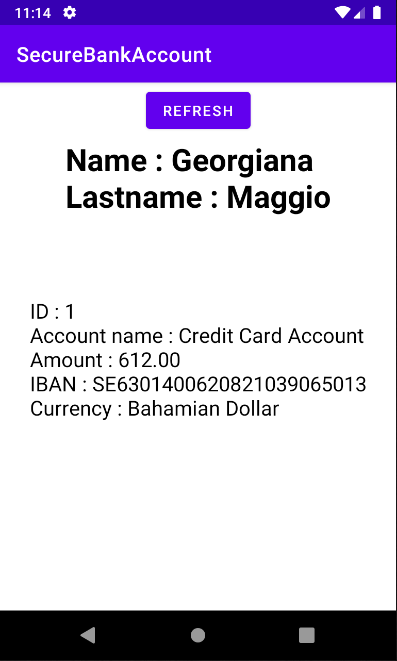 11:14
SecureBankAccount
REFRESH
Name : Georgiana
Lastname : Maggio
ID : 1
Account name : Credit Card Account
Amount : 612.00
IBAN : SE6301400620821039065013
Currency : Bahamian Dollar